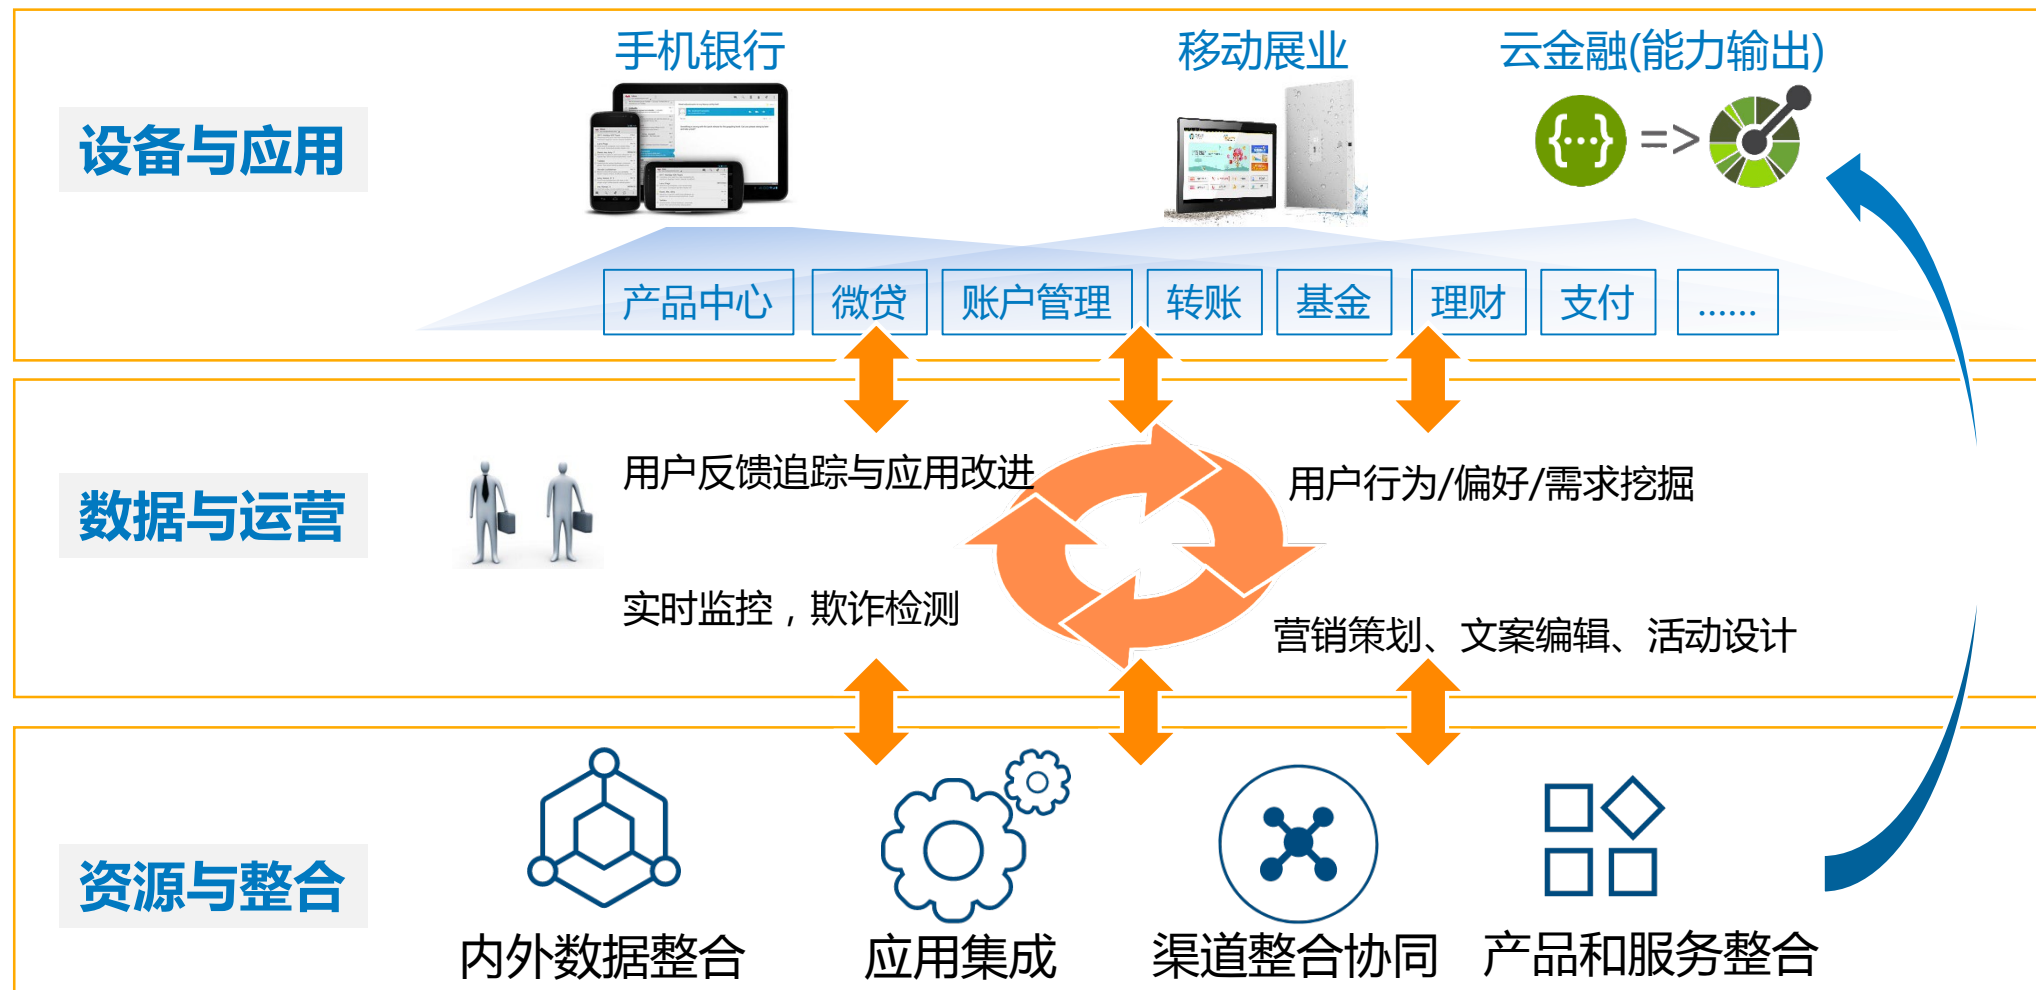 手机银行
移动展业
云金融(能力输出)
设备与应用
{···} =>
产品中心
微贷
账户管理
转账
基金
理财
支付
……
用户反馈追踪与应用改进
用户行为/偏好/需求挖掘
数据与运营
实时监控，欺诈检测
营销策划、文案编辑、活动设计
资源与整合
内外数据整合
应用集成
渠道整合协同
产品和服务整合